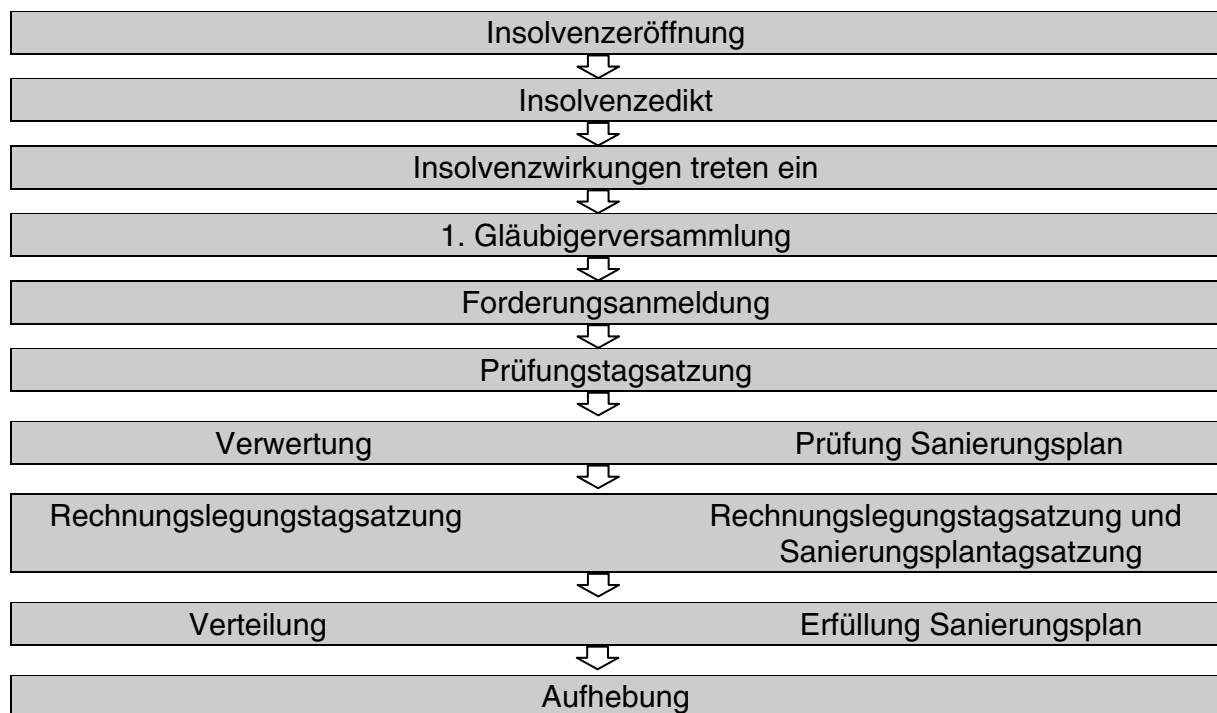 Insolvenzeröffnung
Insolvenzedikt
Insolvenzwirkungen treten ein
1. Gläubigerversammlung
Forderungsanmeldung
Prüfungstagsatzung
Verwertung Prüfung Sanierungsplan
Rechnungslegungstagsatzung Rechnungslegungstagsatzung und
Sanierungsplantagsatzung
Verteilung Erfüllung Sanierungsplan
Aufhebung